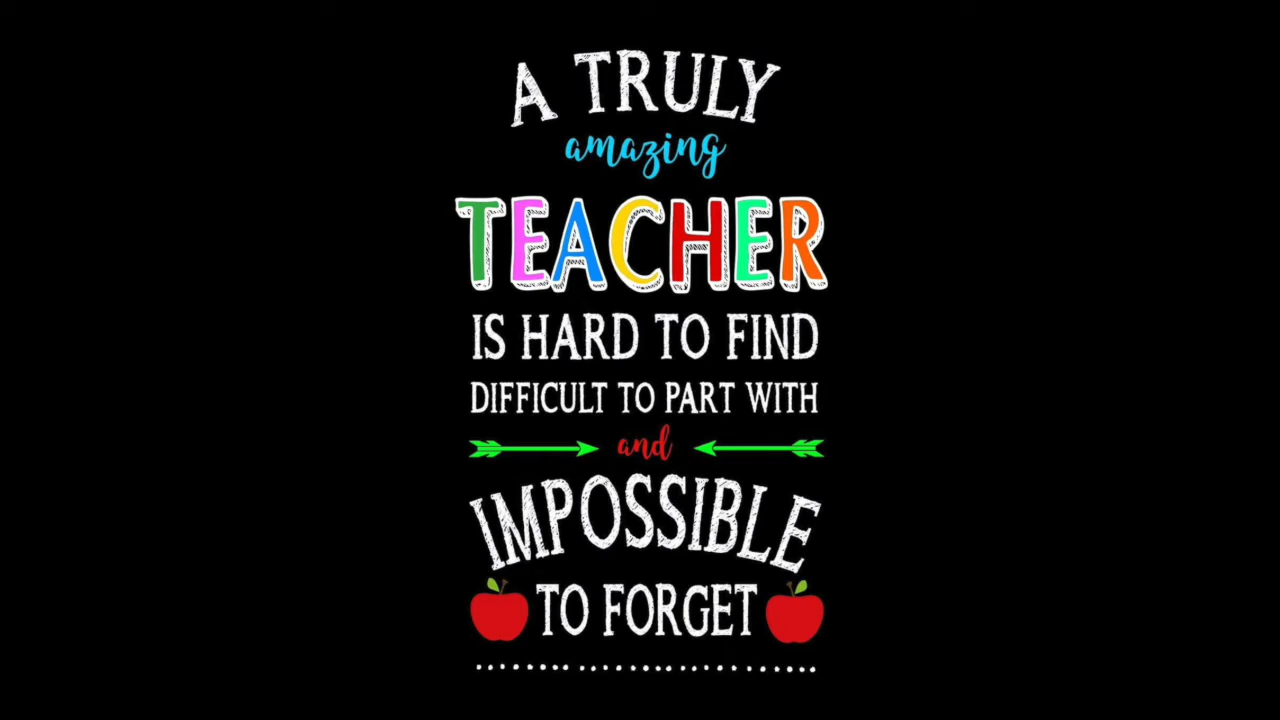 A TRULY
amazing
TEACHER
IS HARD TO FIND
DIFFICULT TO PART WITH
and
IMPOSSIBLE
TO FORGET